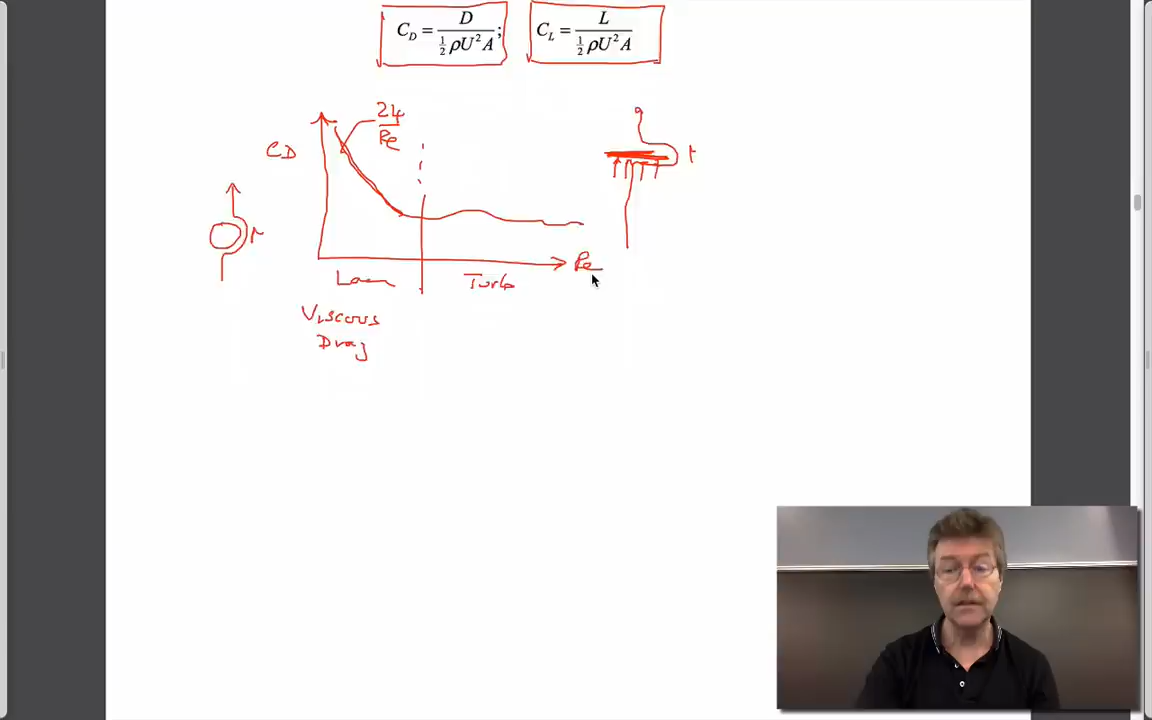 C_D = D / ½ρU²A; C_L = L / ½ρU²A
24
Re
CD
Re
Lam
Turb
Viscous
Drag